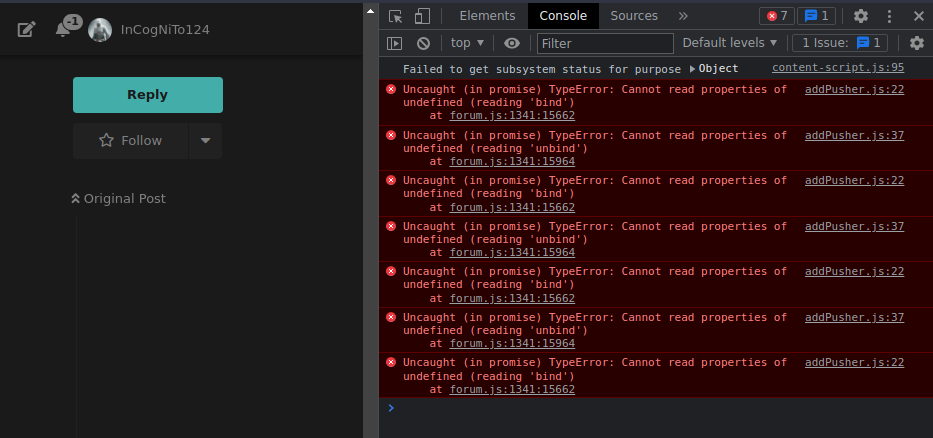 -1 InCogNiTo124
Reply
Follow
Original Post
Elements Console Sources » 7 1
top Filter Default levels 1 Issue: 1
Failed to get subsystem status for purpose ▶ Object content-script.js:95
Uncaught (in promise) TypeError: Cannot read properties of addPusher.js:22
undefined (reading 'bind')
at forum.js:1341:15662
Uncaught (in promise) TypeError: Cannot read properties of addPusher.js:37
undefined (reading 'unbind')
at forum.js:1341:15964
Uncaught (in promise) TypeError: Cannot read properties of addPusher.js:22
undefined (reading 'bind')
at forum.js:1341:15662
Uncaught (in promise) TypeError: Cannot read properties of addPusher.js:37
undefined (reading 'unbind')
at forum.js:1341:15964
Uncaught (in promise) TypeError: Cannot read properties of addPusher.js:22
undefined (reading 'bind')
at forum.js:1341:15662
Uncaught (in promise) TypeError: Cannot read properties of addPusher.js:37
undefined (reading 'unbind')
at forum.js:1341:15964
Uncaught (in promise) TypeError: Cannot read properties of addPusher.js:22
undefined (reading 'bind')
at forum.js:1341:15662